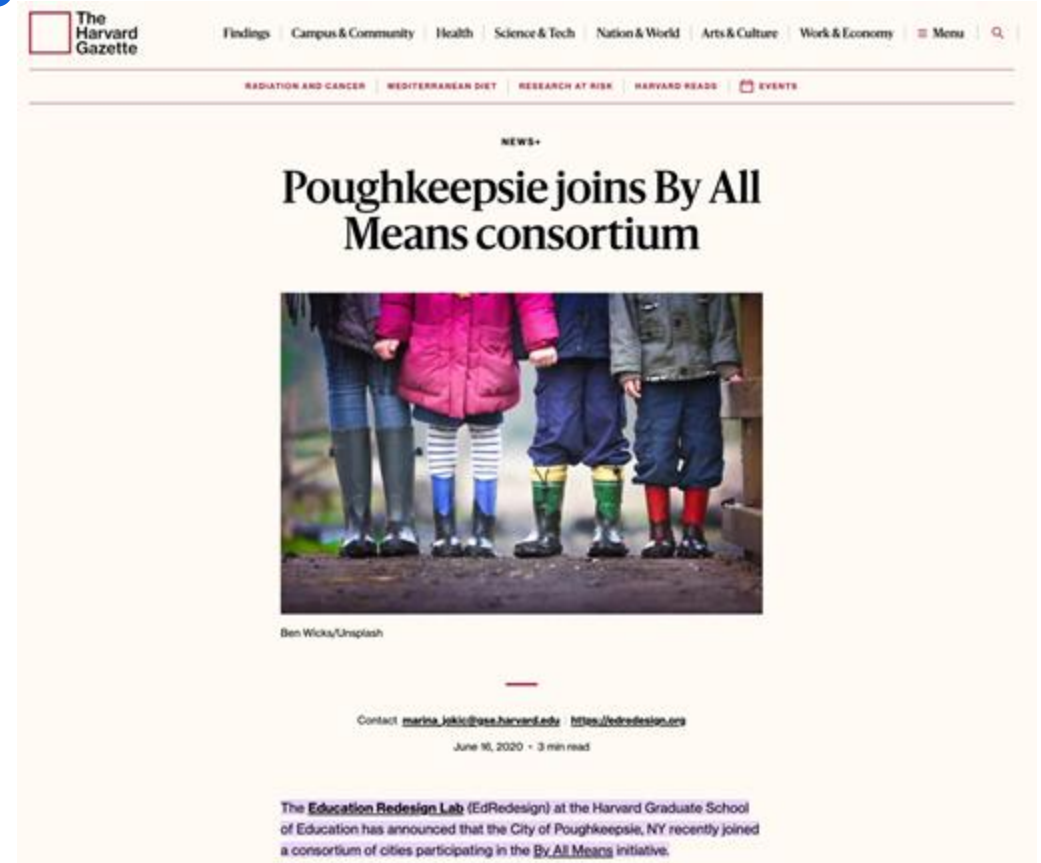 The
Harvard
Gazette
Findings Campus & Community Health Science & Tech Nation & World Arts & Culture Work & Economy Menu
RADIATION AND CANCER MEDITERRANEAN DIET RESEARCH AT RISK HARVARD READS EVENTS
NEWS+
Poughkeepsie joins By All
Means consortium
Ben Wicks/Unsplash
Contact marina_jokic@gse.harvard.edu https://edredesign.org
June 16, 2020 • 3 min read
The Education Redesign Lab (EdRedesign) at the Harvard Graduate School
of Education has announced that the City of Poughkeepsie, NY recently joined
a consortium of cities participating in the By All Means initiative.